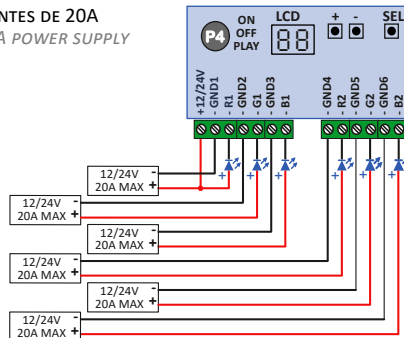 NTES DE 20A
A POWER SUPPLY
P4
ON
OFF
PLAY
LCD
88
+ -
SEL
+12/24V
- GND1
- R1
- GND2
- G1
- GND3
- B1
- GND4
- R2
- GND5
- G2
- GND6
- B2
+ + + + + +
12/24V -
20A MAX +
12/24V -
20A MAX +
12/24V -
20A MAX +
12/24V -
20A MAX +
12/24V -
20A MAX +
12/24V -
20A MAX +